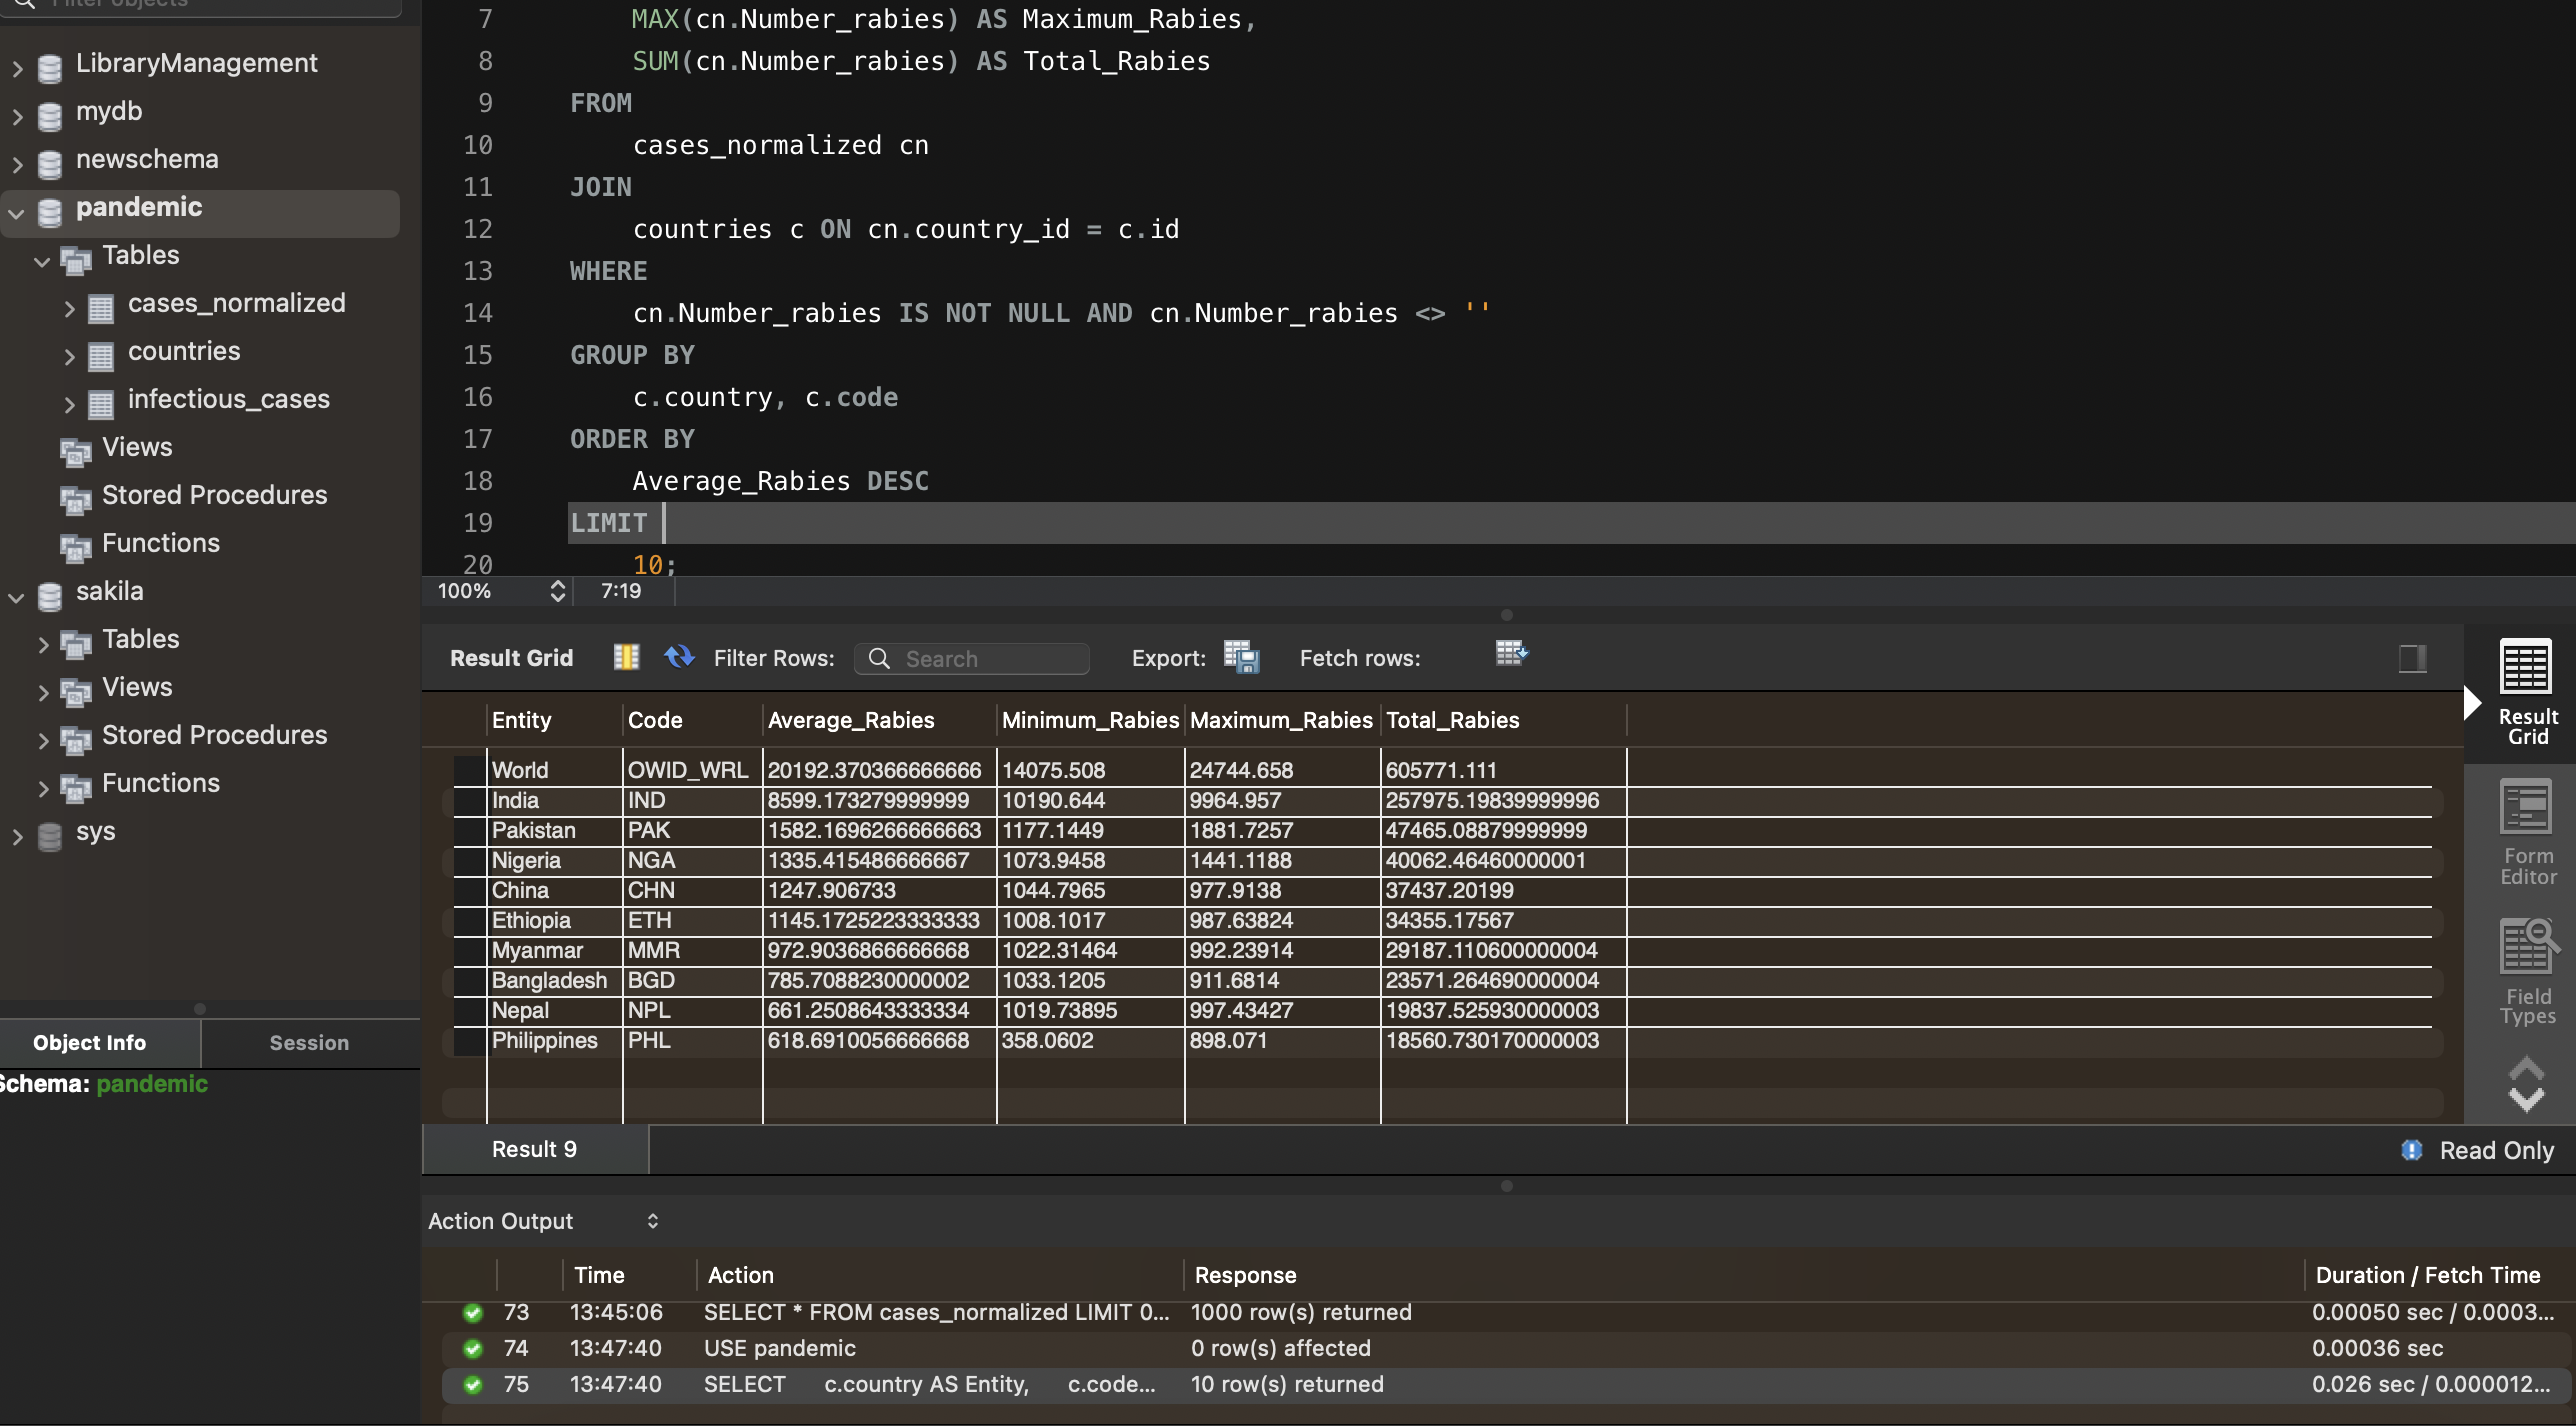 Filter objects
LibraryManagement
mydb
newschema
pandemic
Tables
cases_normalized
countries
infectious_cases
Views
Stored Procedures
Functions
sakila
Tables
Views
Stored Procedures
Functions
sys
Object Info Session
Schema: pandemic
7 MAX(cn.Number_rabies) AS Maximum_Rabies,
8 SUM(cn.Number_rabies) AS Total_Rabies
9 FROM
10 cases_normalized cn
11 JOIN
12 countries c ON cn.country_id = c.id
13 WHERE
14 cn.Number_rabies IS NOT NULL AND cn.Number_rabies <> ''
15 GROUP BY
16 c.country, c.code
17 ORDER BY
18 Average_Rabies DESC
19 LIMIT
20 10;
100% 7:19
Result Grid Filter Rows: Search Export: Fetch rows:
Entity Code Average_Rabies Minimum_Rabies Maximum_Rabies Total_Rabies
World OWID_WRL 20192.370366666666 14075.508 24744.658 605771.111
India IND 8599.173279999999 10190.644 9964.957 257975.19839999996
Pakistan PAK 1582.1696266666663 1177.1449 1881.7257 47465.08879999999
Nigeria NGA 1335.415486666667 1073.9458 1441.1188 40062.46460000001
China CHN 1247.906733 1044.7965 977.9138 37437.20199
Ethiopia ETH 1145.1725223333333 1008.1017 987.63824 34355.17567
Myanmar MMR 972.9036866666668 1022.31464 992.23914 29187.110600000004
Bangladesh BGD 785.7088230000002 1033.1205 911.6814 23571.264690000004
Nepal NPL 661.2508643333334 1019.73895 997.43427 19837.525930000003
Philippines PHL 618.6910056666668 358.0602 898.071 18560.730170000003
Result
Grid
Form
Editor
Field
Types
Result 9 Read Only
Action Output
Time Action Response Duration / Fetch Time
73 13:45:06 SELECT * FROM cases_normalized LIMIT 0... 1000 row(s) returned 0.00050 sec / 0.0003...
74 13:47:40 USE pandemic 0 row(s) affected 0.00036 sec
75 13:47:40 SELECT c.country AS Entity, c.code... 10 row(s) returned 0.026 sec / 0.000012...